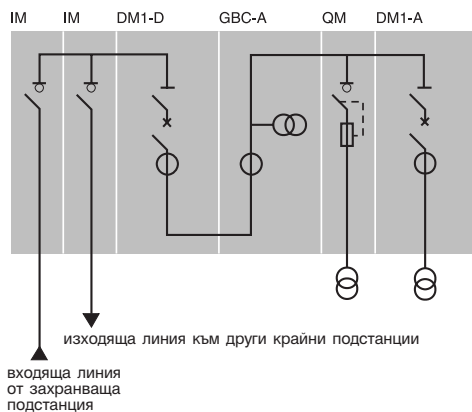 IM IM DM1-D GBC-A QM DM1-A
изходяща линия към други крайни подстанции
входяща линия
от захранваща
подстанция